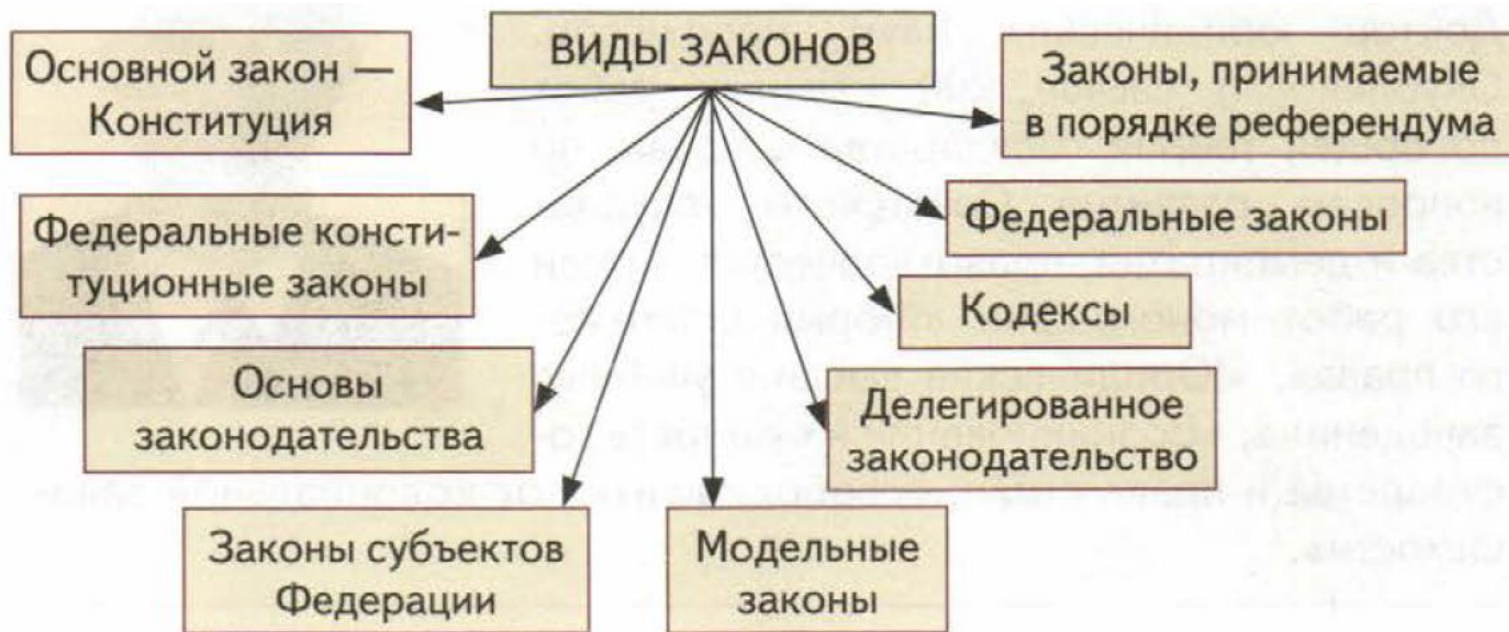 ВИДЫ ЗАКОНОВ
Основной закон —
Конституция
Законы, принимаемые
в порядке референдума
Федеральные консти-
туционные законы
Федеральные законы
Кодексы
Основы
законодательства
Делегированное
законодательство
Законы субъектов
Федерации
Модельные
законы